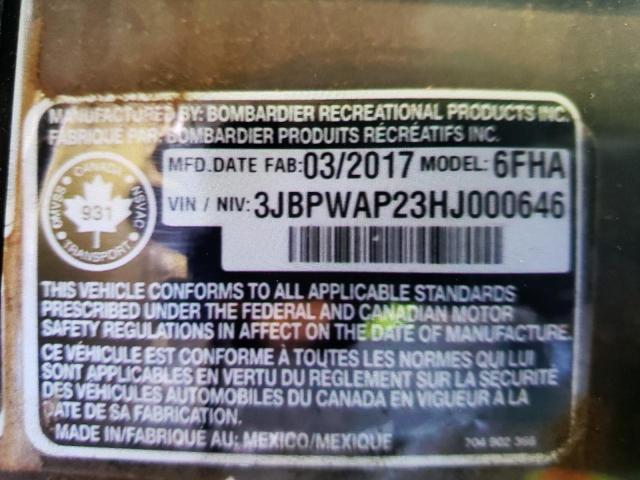 MANUFACTURED BY: BOMBARDIER RECREATIONAL PRODUCTS INC.
FABRIQUÉ PAR: BOMBARDIER PRODUITS RÉCRÉATIFS INC.
MFD.DATE FAB: 03/2017 MODEL: 6FHA
VIN / NIV: 3JBPWAP23HJ000646
CANADA
CMVSS NSVAC
931
TRANSPORT
THIS VEHICLE CONFORMS TO ALL APPLICABLE STANDARDS
PRESCRIBED UNDER THE FEDERAL AND CANADIAN MOTOR
SAFETY REGULATIONS IN AFFECT ON THE DATE OF MANUFACTURE.
CE VÉHICULE EST CONFORME À TOUTES LES NORMES QUI LUI
SONT APPLICABLES EN VERTU DU RÈGLEMENT SUR LA SÉCURITÉ
DES VÉHICULES AUTOMOBILES DU CANADA EN VIGUEUR À LA
DATE DE SA FABRICATION.
MADE IN/FABRIQUE AU: MEXICO/MEXIQUE
704 902 366